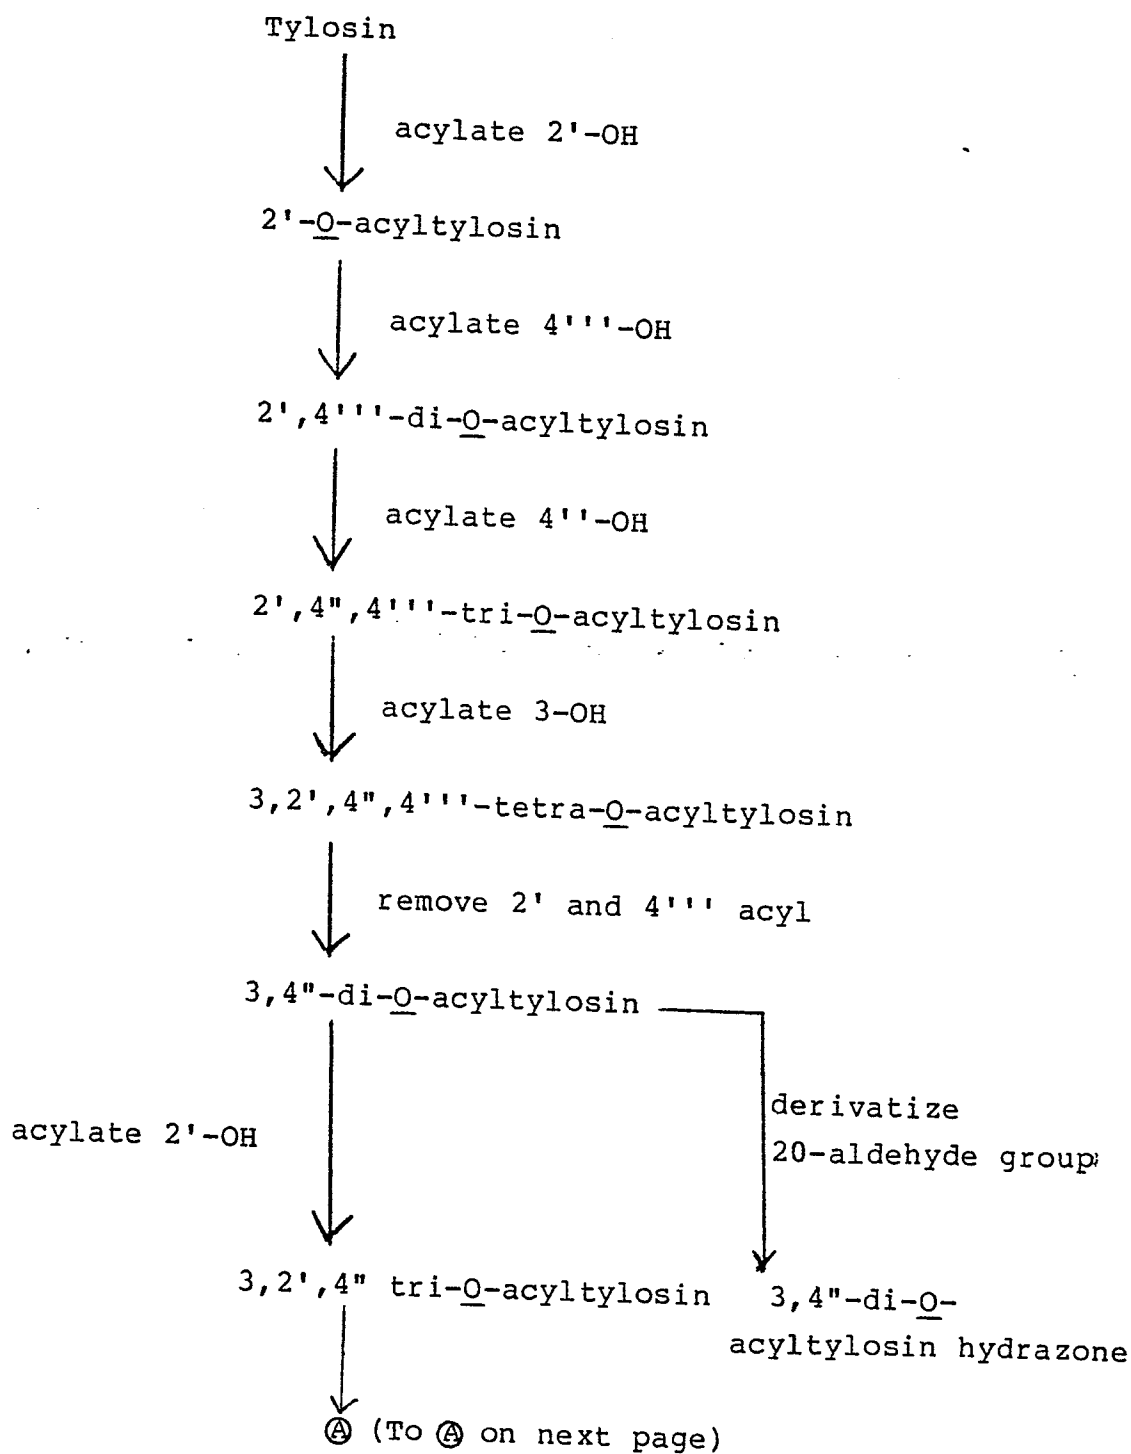 Tylosin
acylate 2'-OH
2'-O-acyltylosin
acylate 4'''-OH
2',4'''-di-O-acyltylosin
acylate 4''-OH
2',4",4'''-tri-O-acyltylosin
acylate 3-OH
3,2',4",4'''-tetra-O-acyltylosin
remove 2' and 4''' acyl
3,4"-di-O-acyltylosin
derivatize
20-aldehyde group
acylate 2'-OH
3,2',4" tri-O-acyltylosin
3,4"-di-O-
acyltylosin hydrazone
Ⓐ (To Ⓐ on next page)